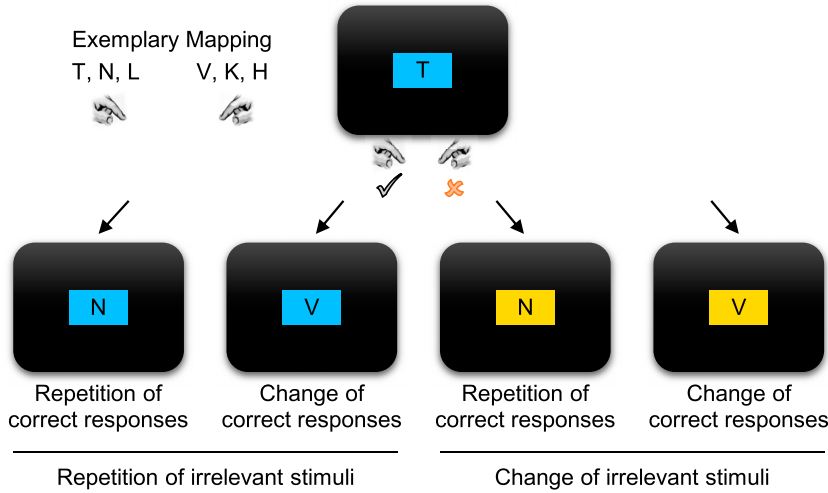 Exemplary Mapping
T, N, L
V, K, H
T
N
V
N
V
Repetition of
correct responses
Change of
correct responses
Repetition of
correct responses
Change of
correct responses
Repetition of irrelevant stimuli
Change of irrelevant stimuli